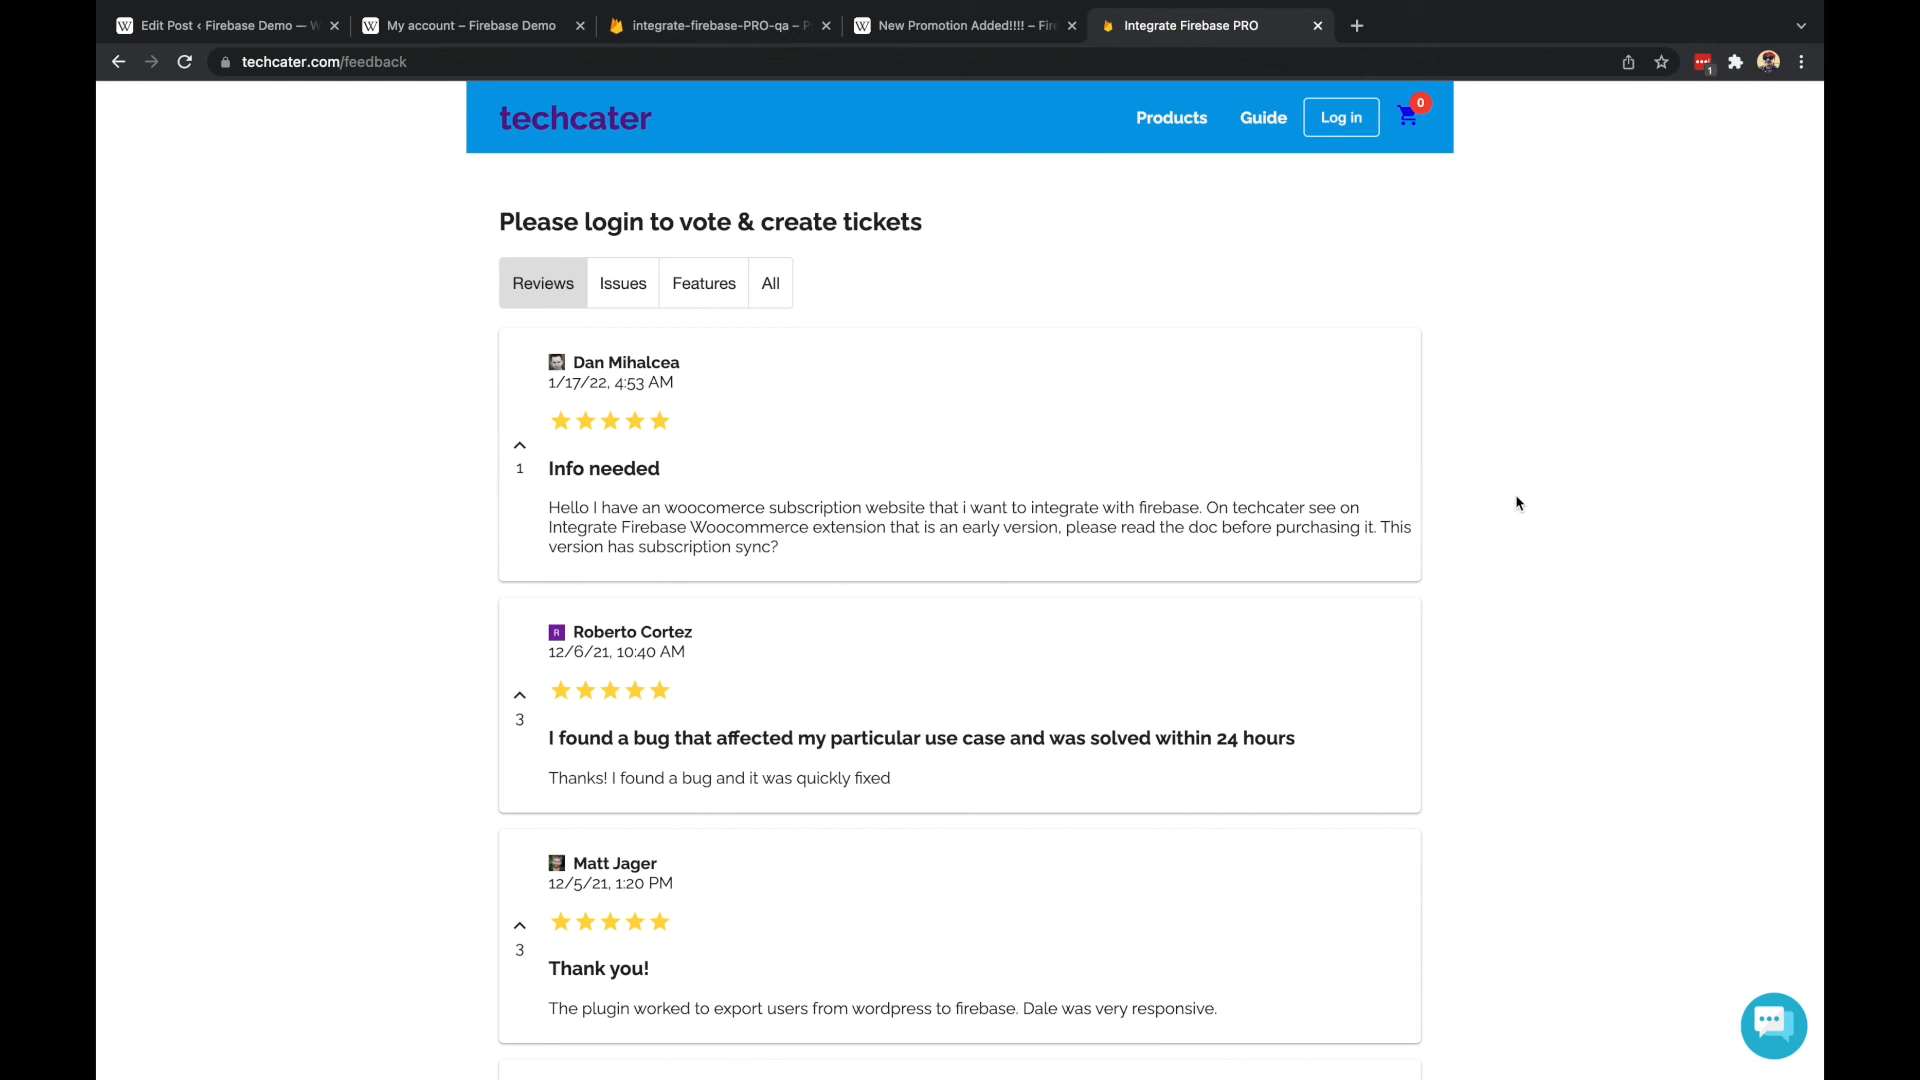 Edit Post ‹ Firebase Demo — W
My account – Firebase Demo
integrate-firebase-PRO-qa – P
New Promotion Added!!!! – Fire
Integrate Firebase PRO
techcater.com/feedback
1
techcater
Products
Guide
Log in
0
Please login to vote & create tickets
Reviews
Issues
Features
All
Dan Mihalcea
1/17/22, 4:53 AM
1
Info needed
Hello I have an woocomerce subscription website that i want to integrate with firebase. On techcater see on
Integrate Firebase Woocommerce extension that is an early version, please read the doc before purchasing it. This
version has subscription sync?
R
Roberto Cortez
12/6/21, 10:40 AM
3
I found a bug that affected my particular use case and was solved within 24 hours
Thanks! I found a bug and it was quickly fixed
Matt Jager
12/5/21, 1:20 PM
3
Thank you!
The plugin worked to export users from wordpress to firebase. Dale was very responsive.